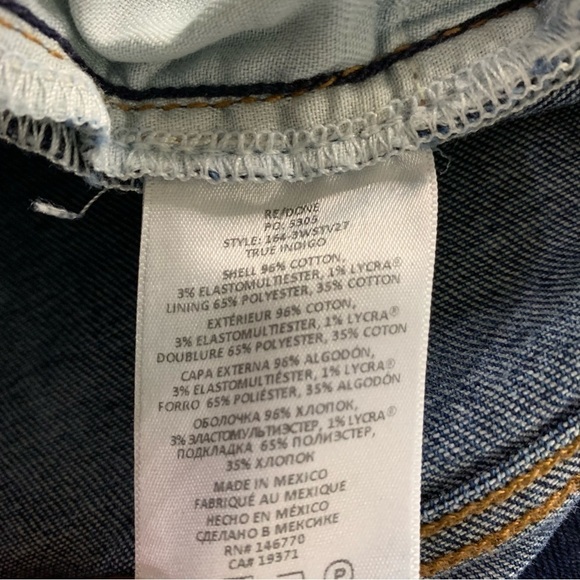 RE/DONE
PO: 5305
STYLE: 164-3WSTV27
TRUE INDIGO
SHELL 96% COTTON,
3% ELASTOMULTIESTER, 1% LYCRA®
LINING 65% POLYESTER, 35% COTTON
EXTÉRIEUR 96% COTON,
3% ELASTOMULTIESTER, 1% LYCRA®
DOUBLURE 65% POLYESTER, 35% COTON
CAPA EXTERNA 96% ALGODÓN,
3% ELASTOMULTIÉSTER, 1% LYCRA®
FORRO 65% POLIÉSTER, 35% ALGODÓN
ОБОЛОЧКА 96% ХЛОПОК,
3% ЭЛАСТОМУЛЬТИЭСТЕР, 1% LYCRA®
ПОДКЛАДКА 65% ПОЛИЭСТЕР,
35% ХЛОПОК
MADE IN MEXICO
FABRIQUÉ AU MEXIQUE
HECHO EN MÉXICO
СДЕЛАНО В МЕКСИКЕ
RN# 146770
CA# 19371
P